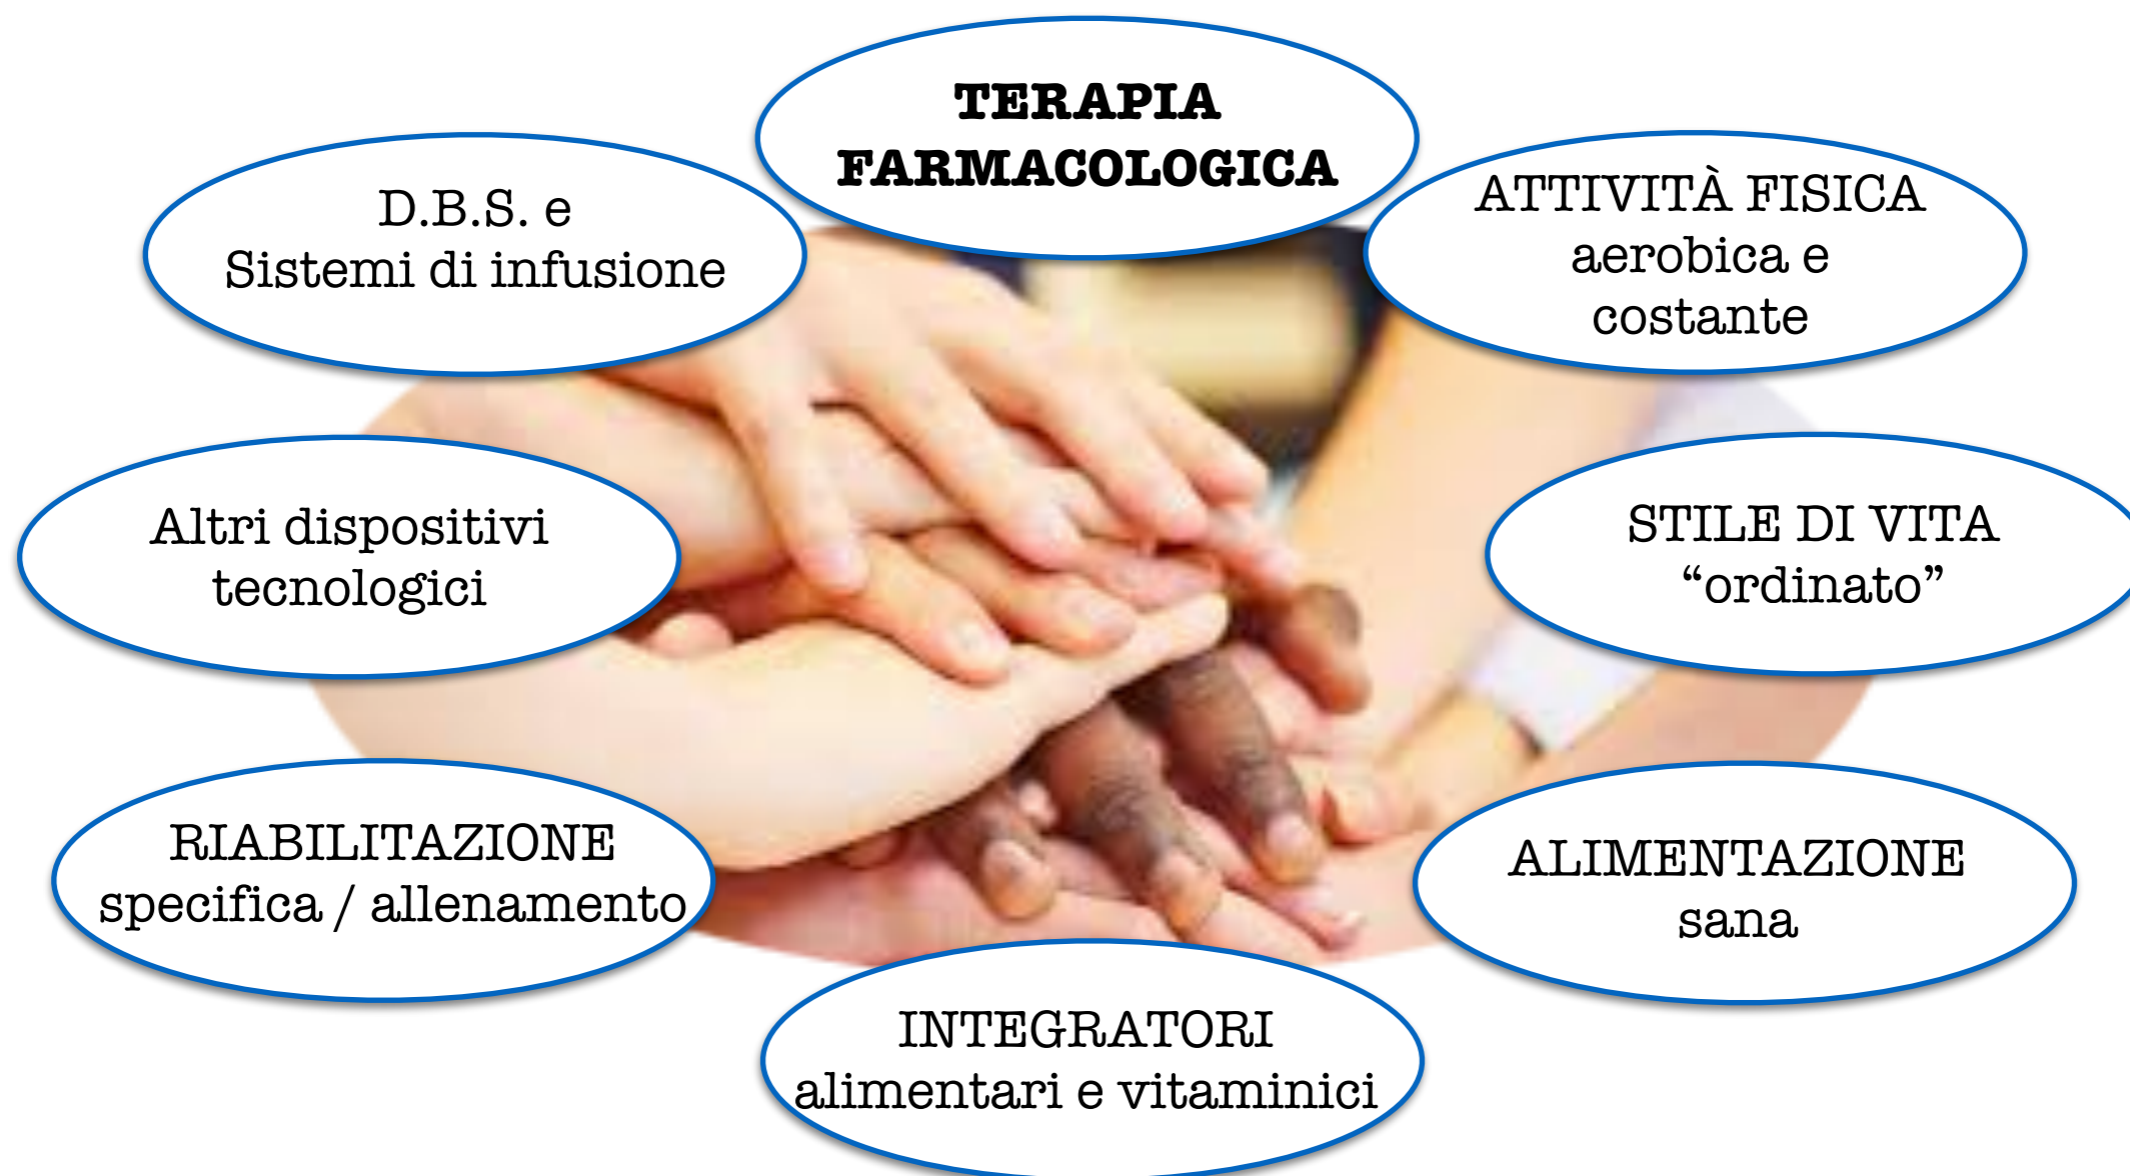 TERAPIA
FARMACOLOGICA
D.B.S. e
Sistemi di infusione
ATTIVITÀ FISICA
aerobica e
costante
Altri dispositivi
tecnologici
STILE DI VITA
“ordinato”
RIABILITAZIONE
specifica / allenamento
ALIMENTAZIONE
sana
INTEGRATORI
alimentari e vitaminici